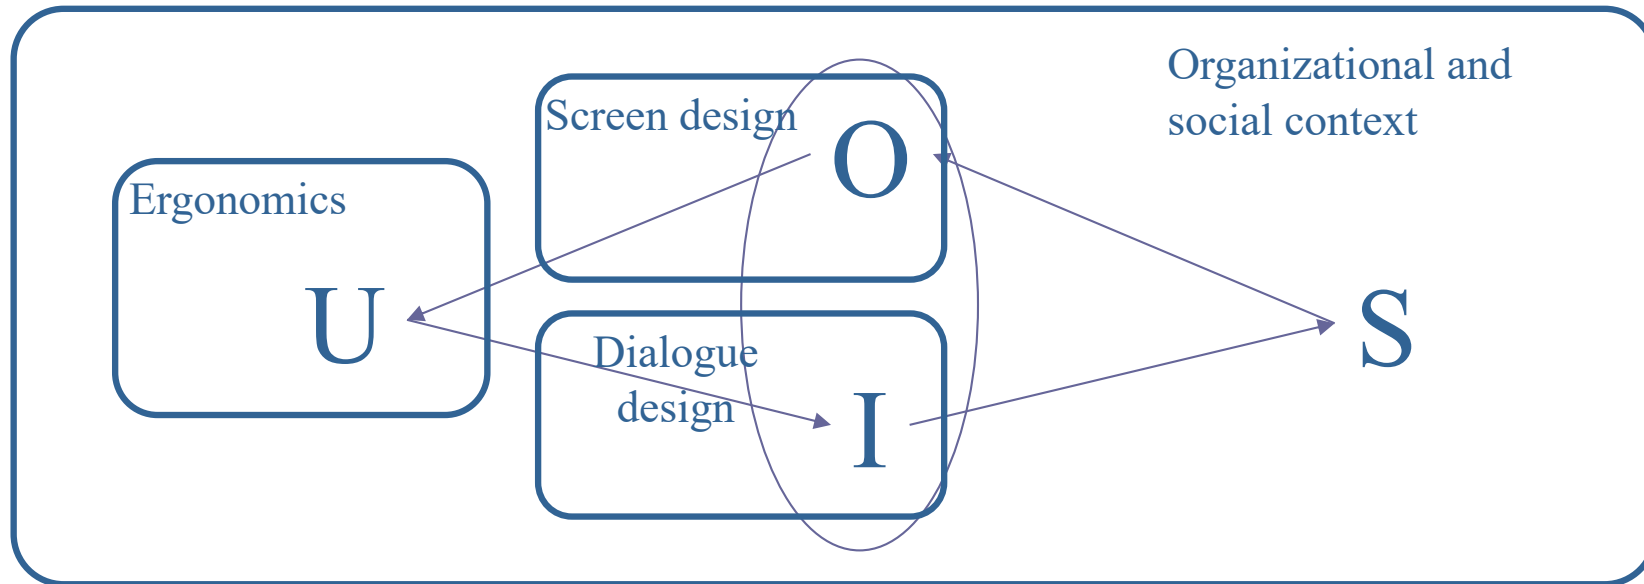 Organizational and
social context
Screen design
O
Ergonomics
U
S
Dialogue
design
I